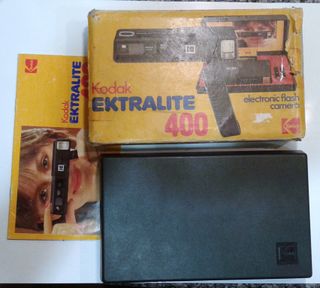 Kodak
EKTRALITE
400
electronic flash
camera
Kodak
EKTRALITE
400